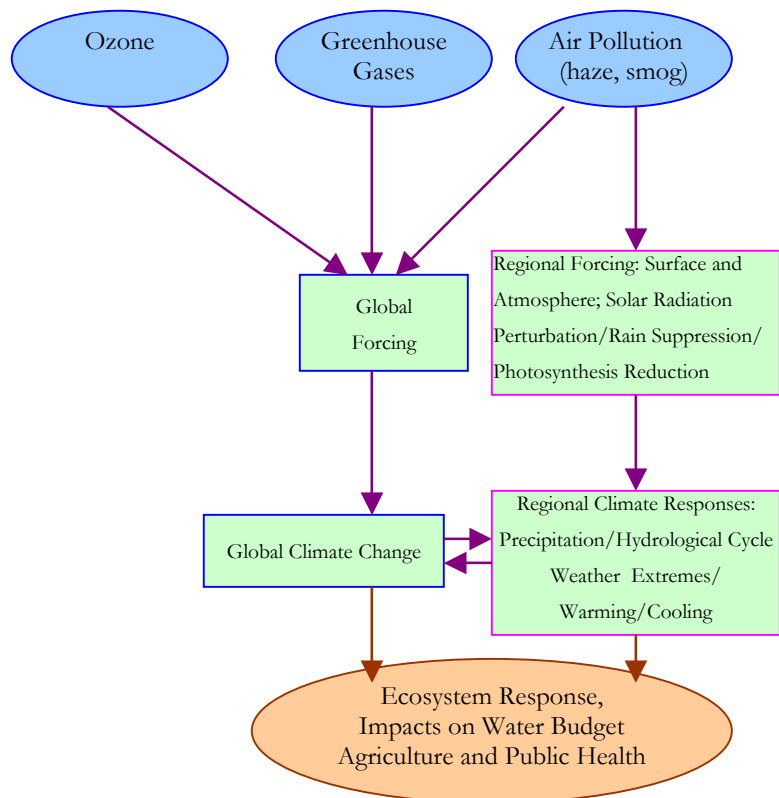 Ozone
Greenhouse
Gases
Air Pollution
(haze, smog)
Regional Forcing: Surface and
Atmosphere; Solar Radiation
Perturbation/Rain Suppression/
Photosynthesis Reduction
Global
Forcing
Global Climate Change
Regional Climate Responses:
Precipitation/Hydrological Cycle
Weather Extremes/
Warming/Cooling
Ecosystem Response,
Impacts on Water Budget
Agriculture and Public Health